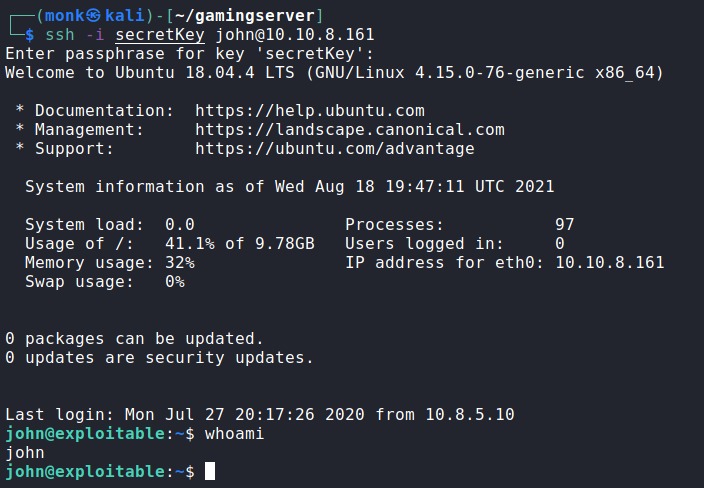 ┌──(monk㉿kali)-[~/gamingserver]
└─$ ssh -i secretKey john@10.10.8.161
Enter passphrase for key 'secretKey':
Welcome to Ubuntu 18.04.4 LTS (GNU/Linux 4.15.0-76-generic x86_64)

 * Documentation:  https://help.ubuntu.com
 * Management:     https://landscape.canonical.com
 * Support:        https://ubuntu.com/advantage

  System information as of Wed Aug 18 19:47:11 UTC 2021

  System load:  0.0               Processes:           97
  Usage of /:   41.1% of 9.78GB   Users logged in:     0
  Memory usage: 32%               IP address for eth0: 10.10.8.161
  Swap usage:   0%


0 packages can be updated.
0 updates are security updates.


Last login: Mon Jul 27 20:17:26 2020 from 10.8.5.10
john@exploitable:~$ whoami
john
john@exploitable:~$